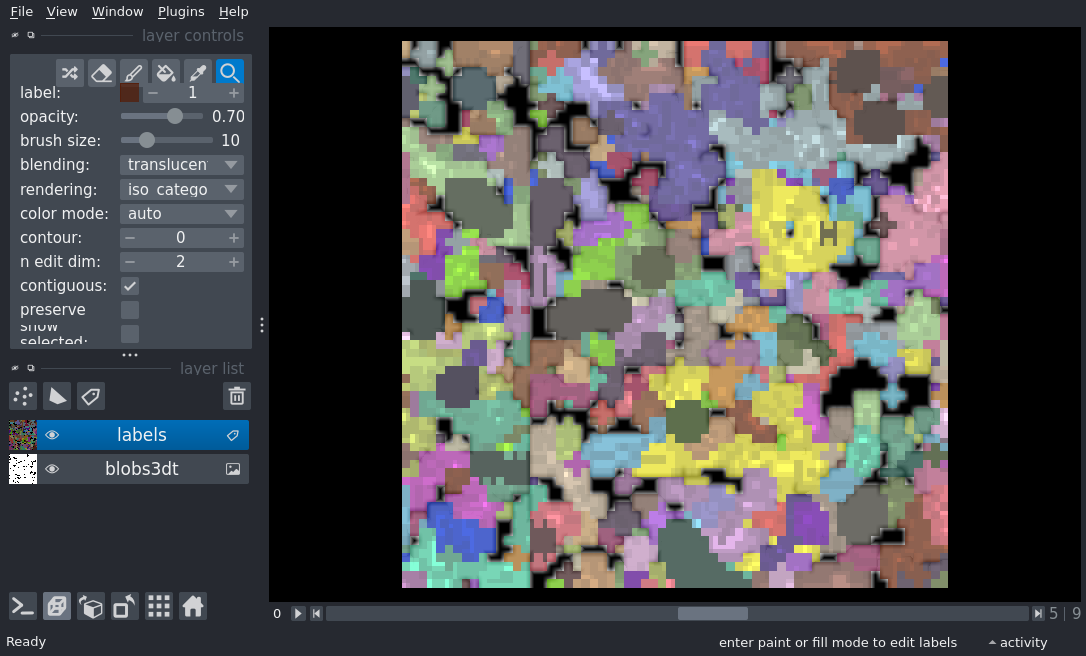 File View Window Plugins Help
layer controls
label: 1
opacity: 0.70
brush size: 10
blending: translucen
rendering: iso catego
color mode: auto
contour: 0
n edit dim: 2
contiguous:
preserve
show
selected:
layer list
labels
blobs3dt
0 5 | 9
Ready enter paint or fill mode to edit labels activity